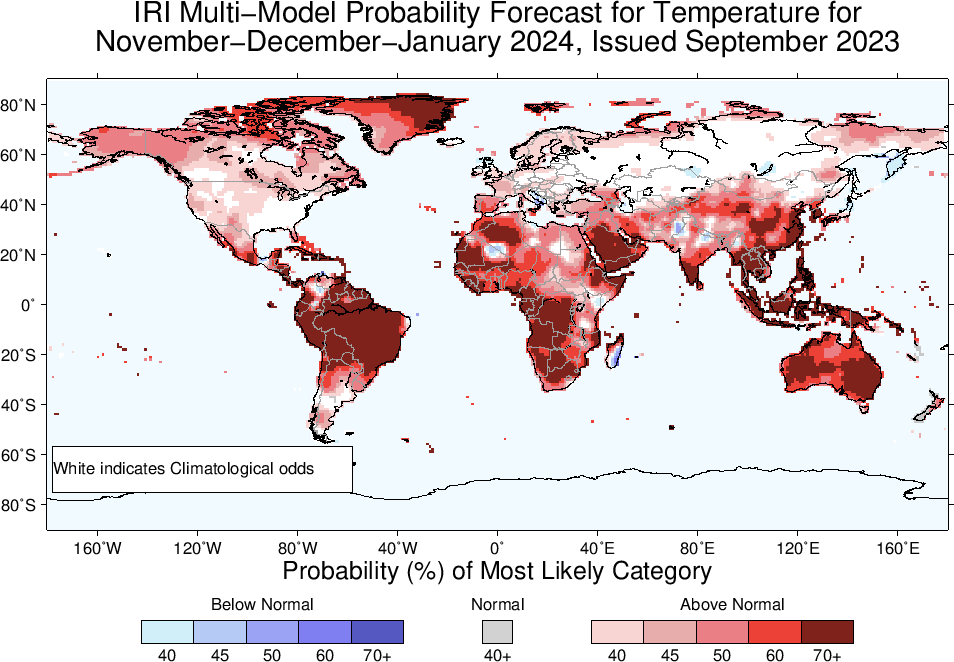 IRI Multi−Model Probability Forecast for Temperature for
November−December−January 2024, Issued September 2023
80˚N
60˚N
40˚N
20˚N
0˚
20˚S
40˚S
60˚S
80˚S
White indicates Climatological odds
160˚W 120˚W 80˚W 40˚W 0˚ 40˚E 80˚E 120˚E 160˚E
Probability (%) of Most Likely Category
Below Normal Normal Above Normal
40 45 50 60 70+ 40+ 40 45 50 60 70+